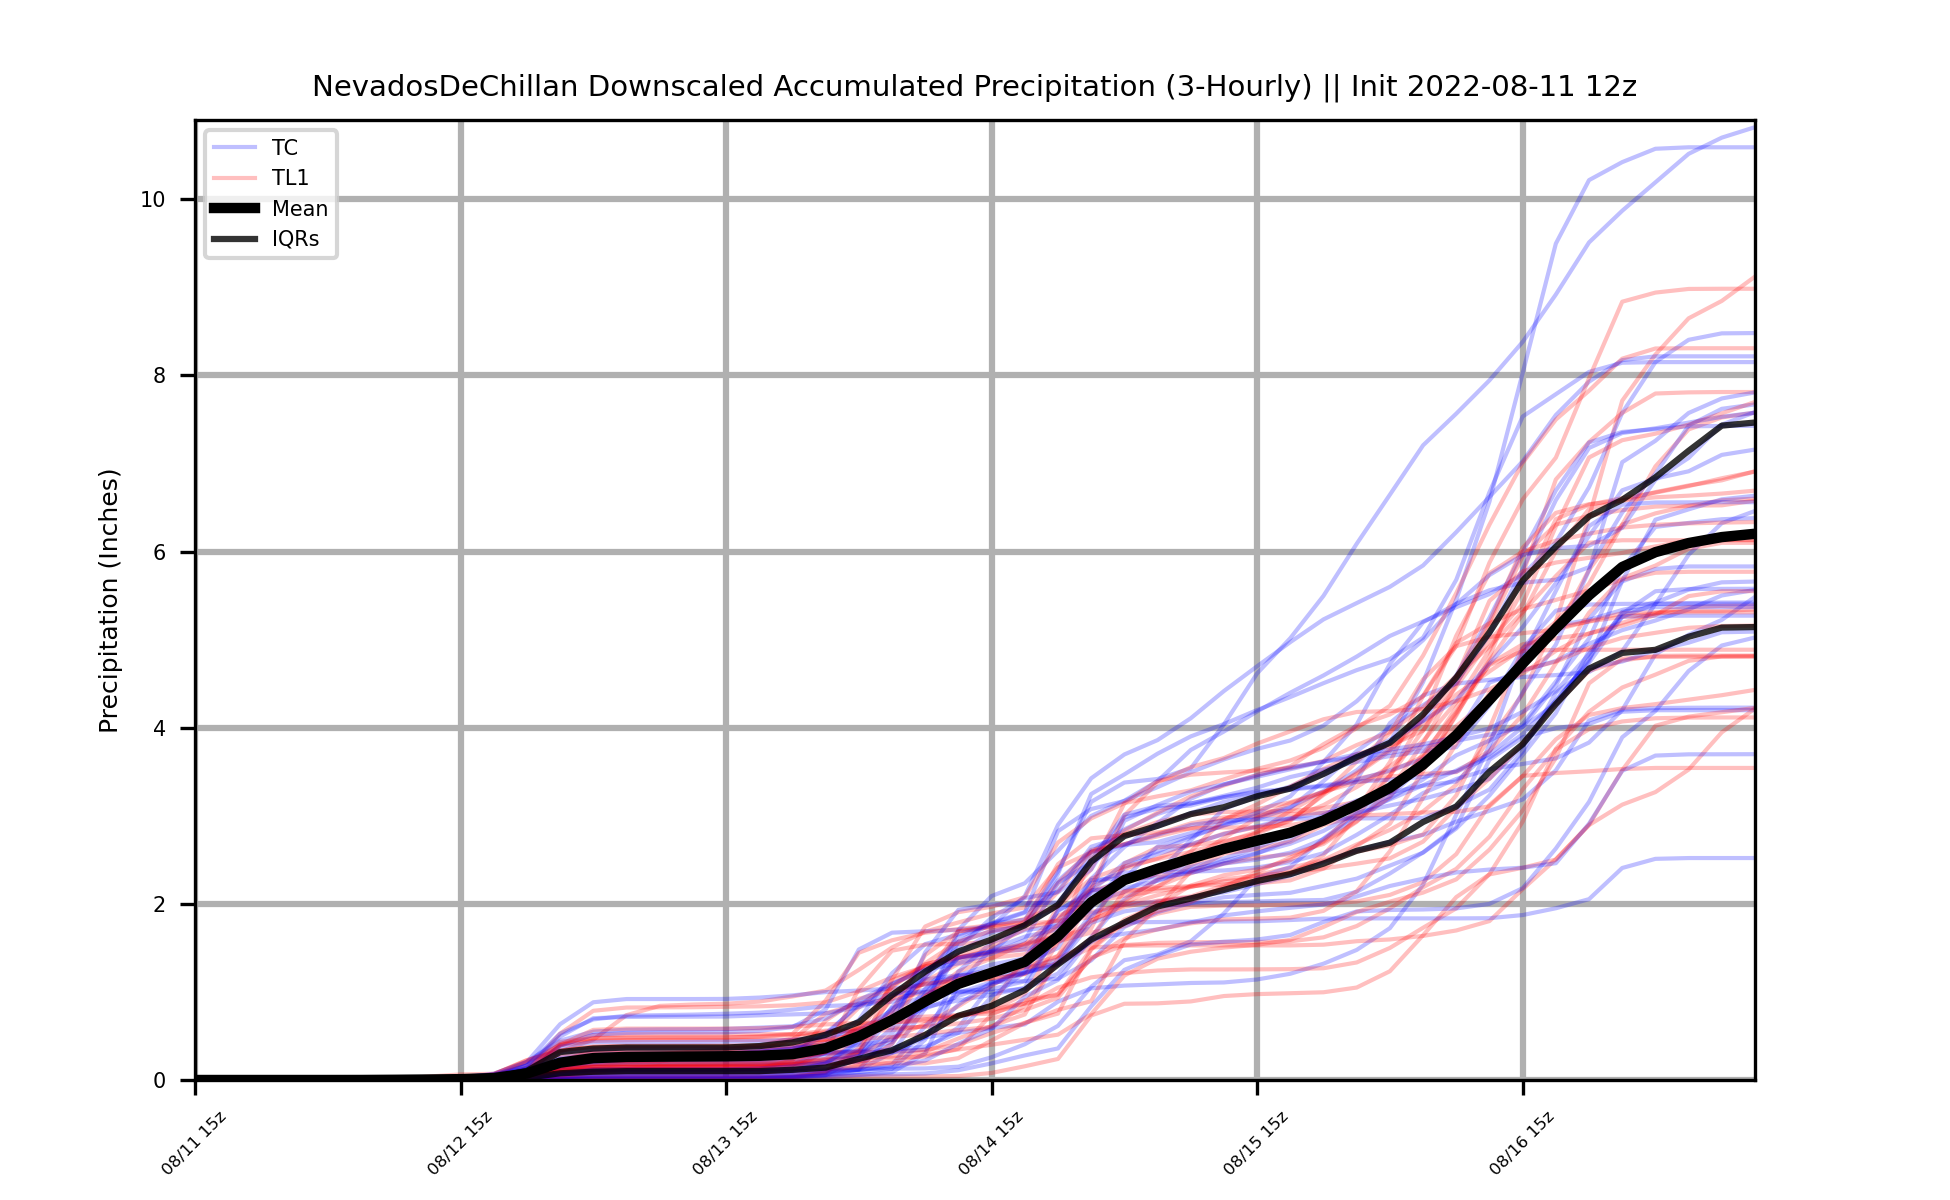 NevadosDeChillan Downscaled Accumulated Precipitation (3-Hourly) || Init 2022-08-11 12z
TC
TL1
Mean
IQRs
Precipitation (Inches)
10
8
6
4
2
0
08/11 15z
08/12 15z
08/13 15z
08/14 15z
08/15 15z
08/16 15z